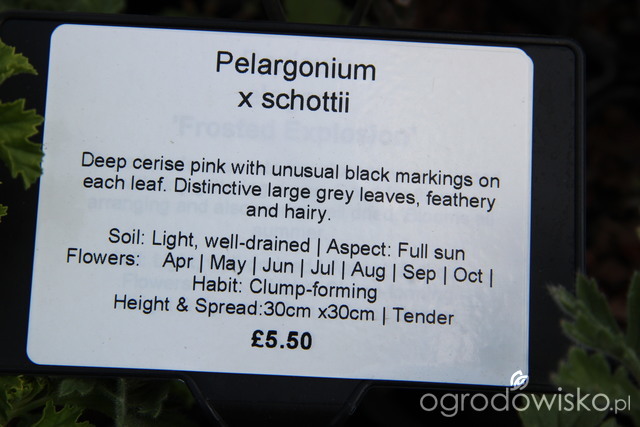 Pelargonium
x schottii
'Frosted Explosion'
Deep cerise pink with unusual black markings on
each leaf. Distinctive large grey leaves, feathery
and hairy.
Soil: Light, well-drained | Aspect: Full sun
Flowers: Apr | May | Jun | Jul | Aug | Sep | Oct |
Habit: Clump-forming
Height & Spread:30cm x30cm | Tender
£5.50
ogrodowisko.pl